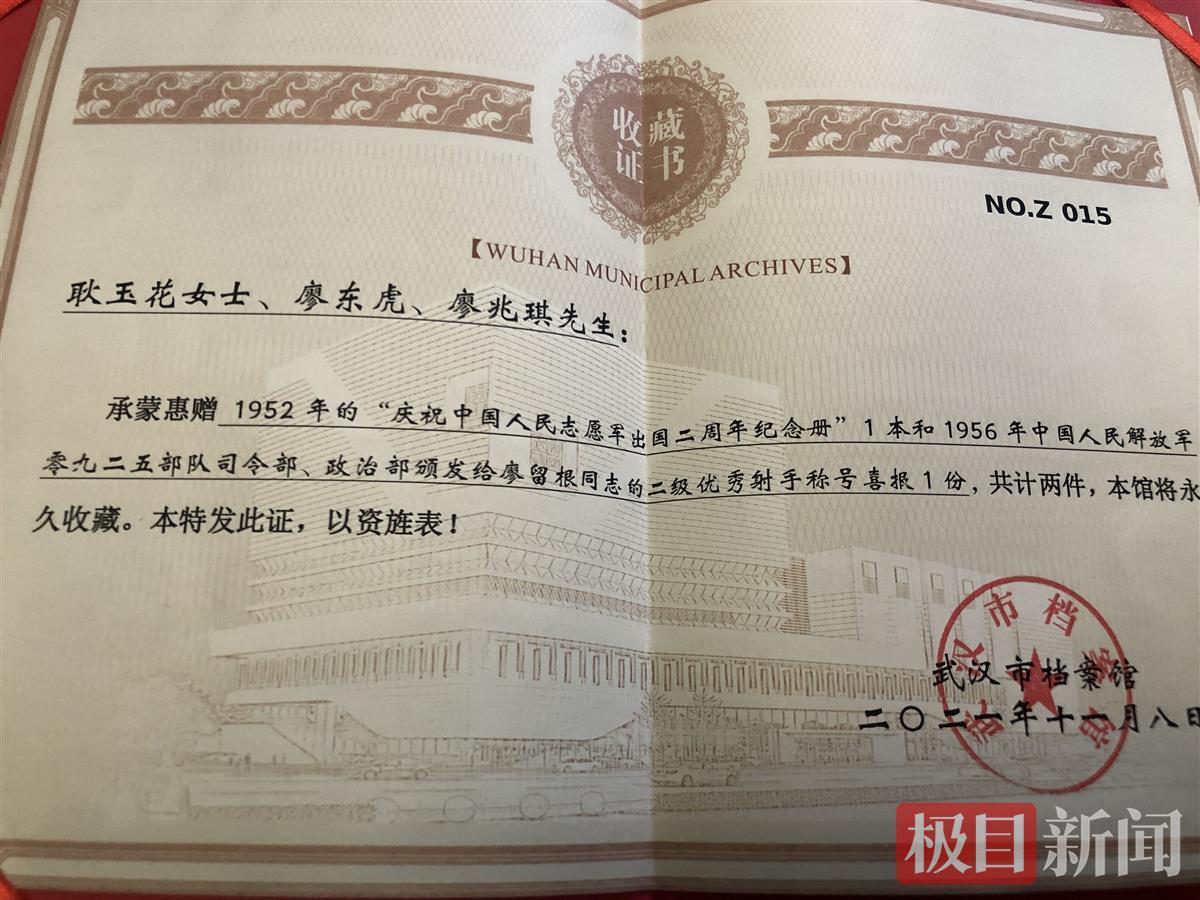 收藏
证书
NO.Z 015
【WUHAN MUNICIPAL ARCHIVES】
耿玉花女士、廖东虎、廖兆琪先生：
承蒙惠赠 1952 年的“庆祝中国人民志愿军出国二周年纪念册”1 本和 1956 年中国人民解放军
零九二五部队司令部、政治部颁发给廖留根同志的二级优秀射手称号喜报 1 份，共计两件，本馆将永
久收藏。本特发此证，以资旌表！
武汉市档案馆
武汉市档案馆
二〇二一年十一月八日
极目新闻